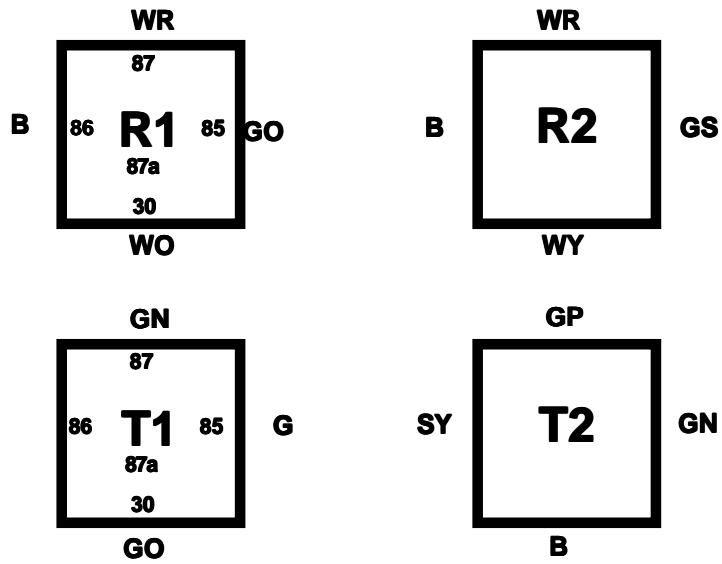 WR
87
B 86 R1 85 GO
87a
30
WO
WR
B R2 GS
WY
GN
87
86 T1 85 G
87a
30
GO
GP
SY T2 GN
B